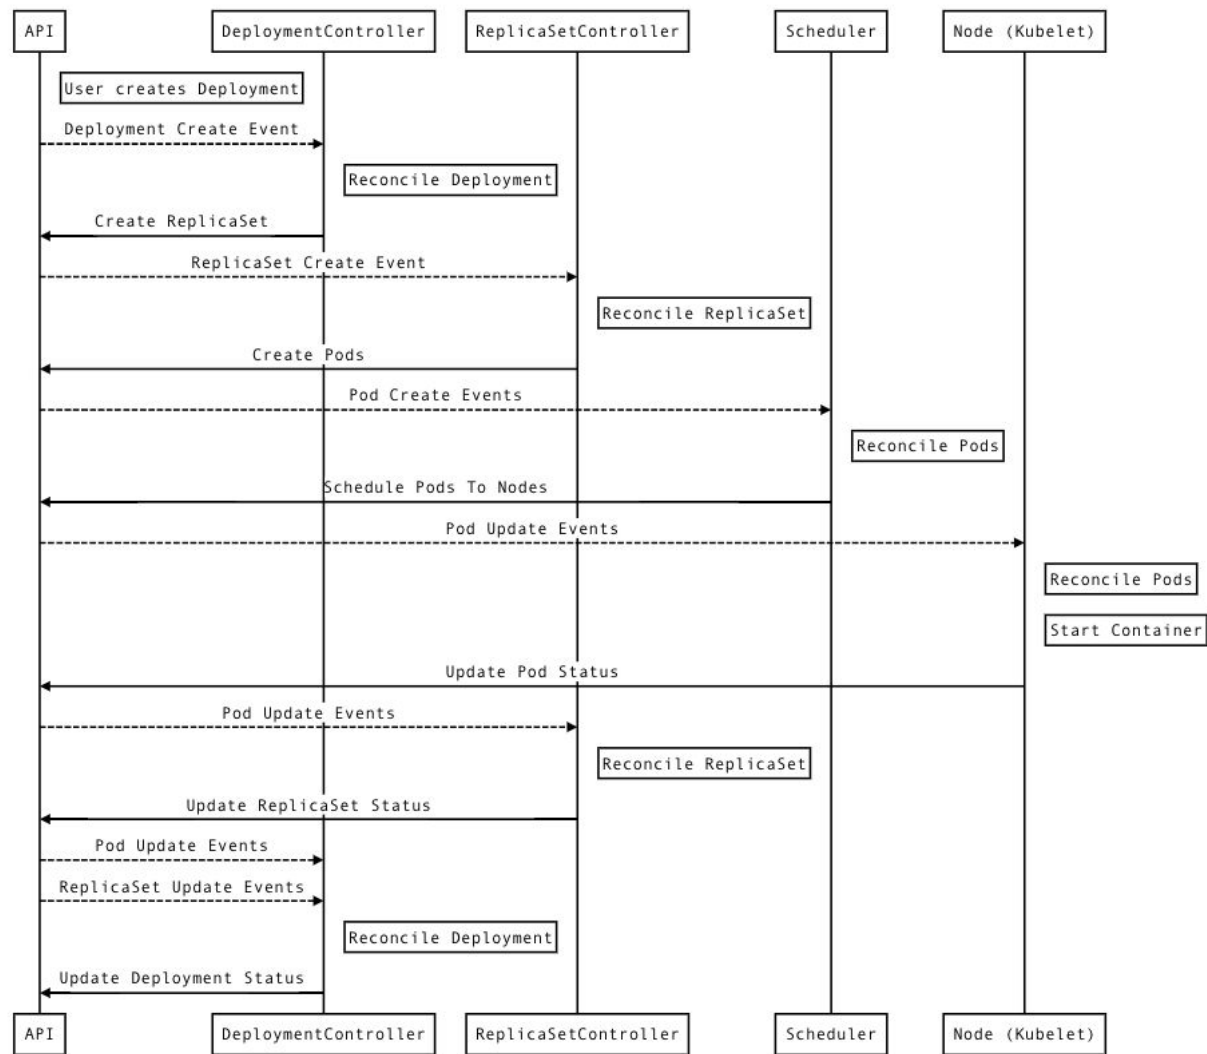 API
DeploymentController
ReplicaSetController
Scheduler
Node (Kubelet)
User creates Deployment
Deployment Create Event
Reconcile Deployment
Create ReplicaSet
ReplicaSet Create Event
Reconcile ReplicaSet
Create Pods
Pod Create Events
Reconcile Pods
Schedule Pods To Nodes
Pod Update Events
Reconcile Pods
Start Container
Update Pod Status
Pod Update Events
Reconcile ReplicaSet
Update ReplicaSet Status
Pod Update Events
ReplicaSet Update Events
Reconcile Deployment
Update Deployment Status
API
DeploymentController
ReplicaSetController
Scheduler
Node (Kubelet)